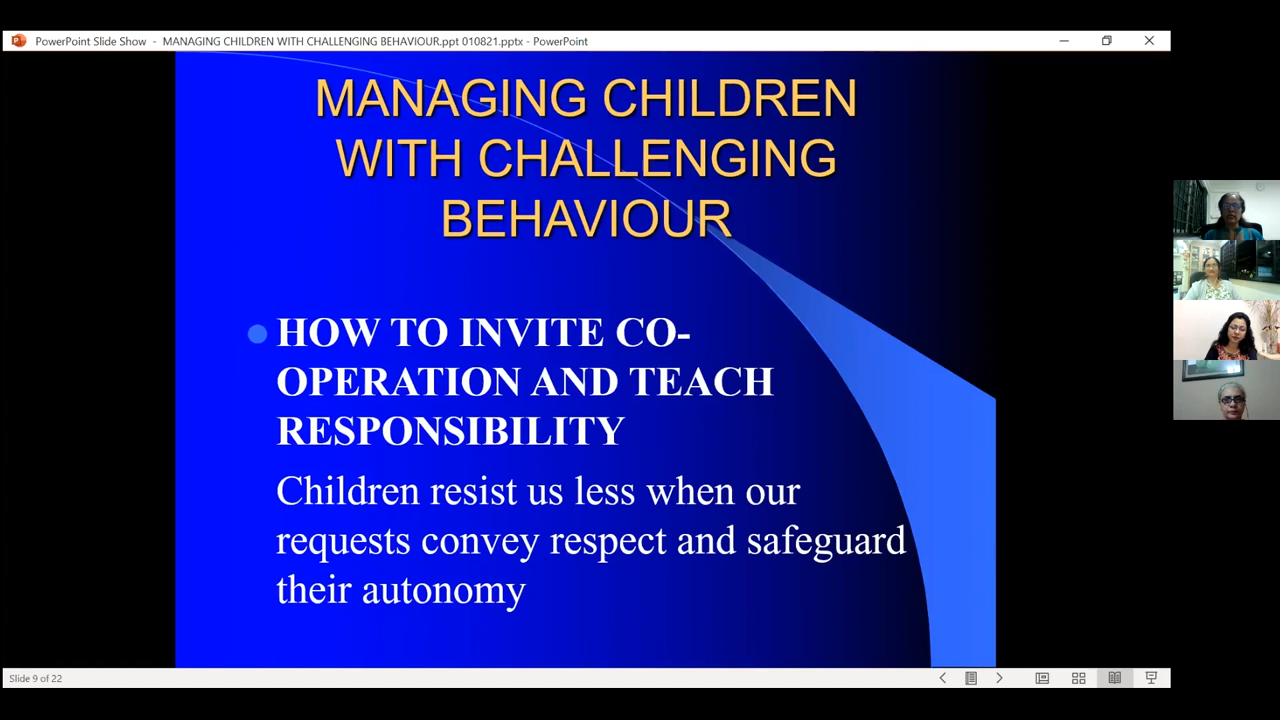 PowerPoint Slide Show - MANAGING CHILDREN WITH CHALLENGING BEHAVIOUR.ppt 010821.pptx - PowerPoint
MANAGING CHILDREN
WITH CHALLENGING
BEHAVIOUR
HOW TO INVITE CO-
OPERATION AND TEACH
RESPONSIBILITY
Children resist us less when our
requests convey respect and safeguard
their autonomy
Slide 9 of 22